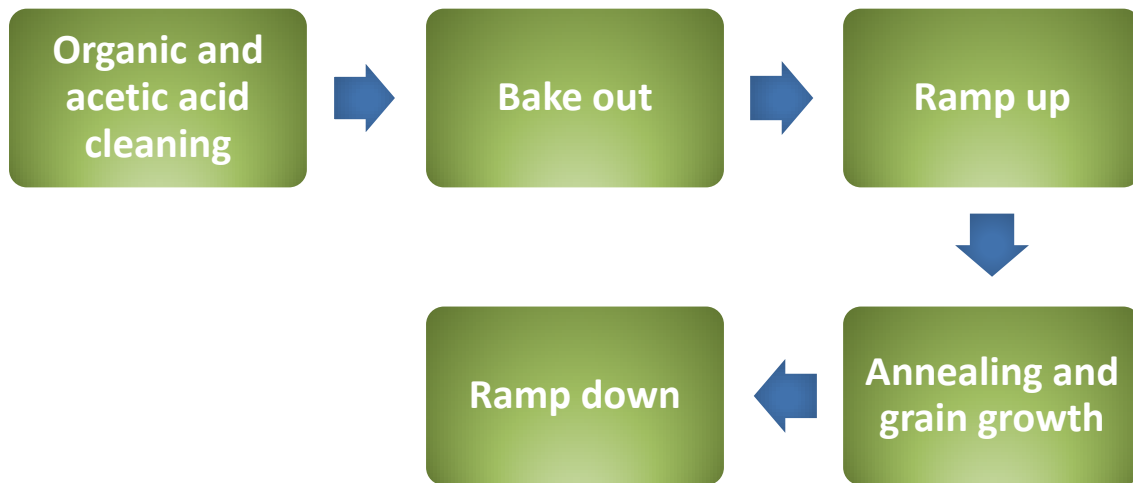 Organic and
acetic acid
cleaning
Bake out
Ramp up
Annealing and
grain growth
Ramp down